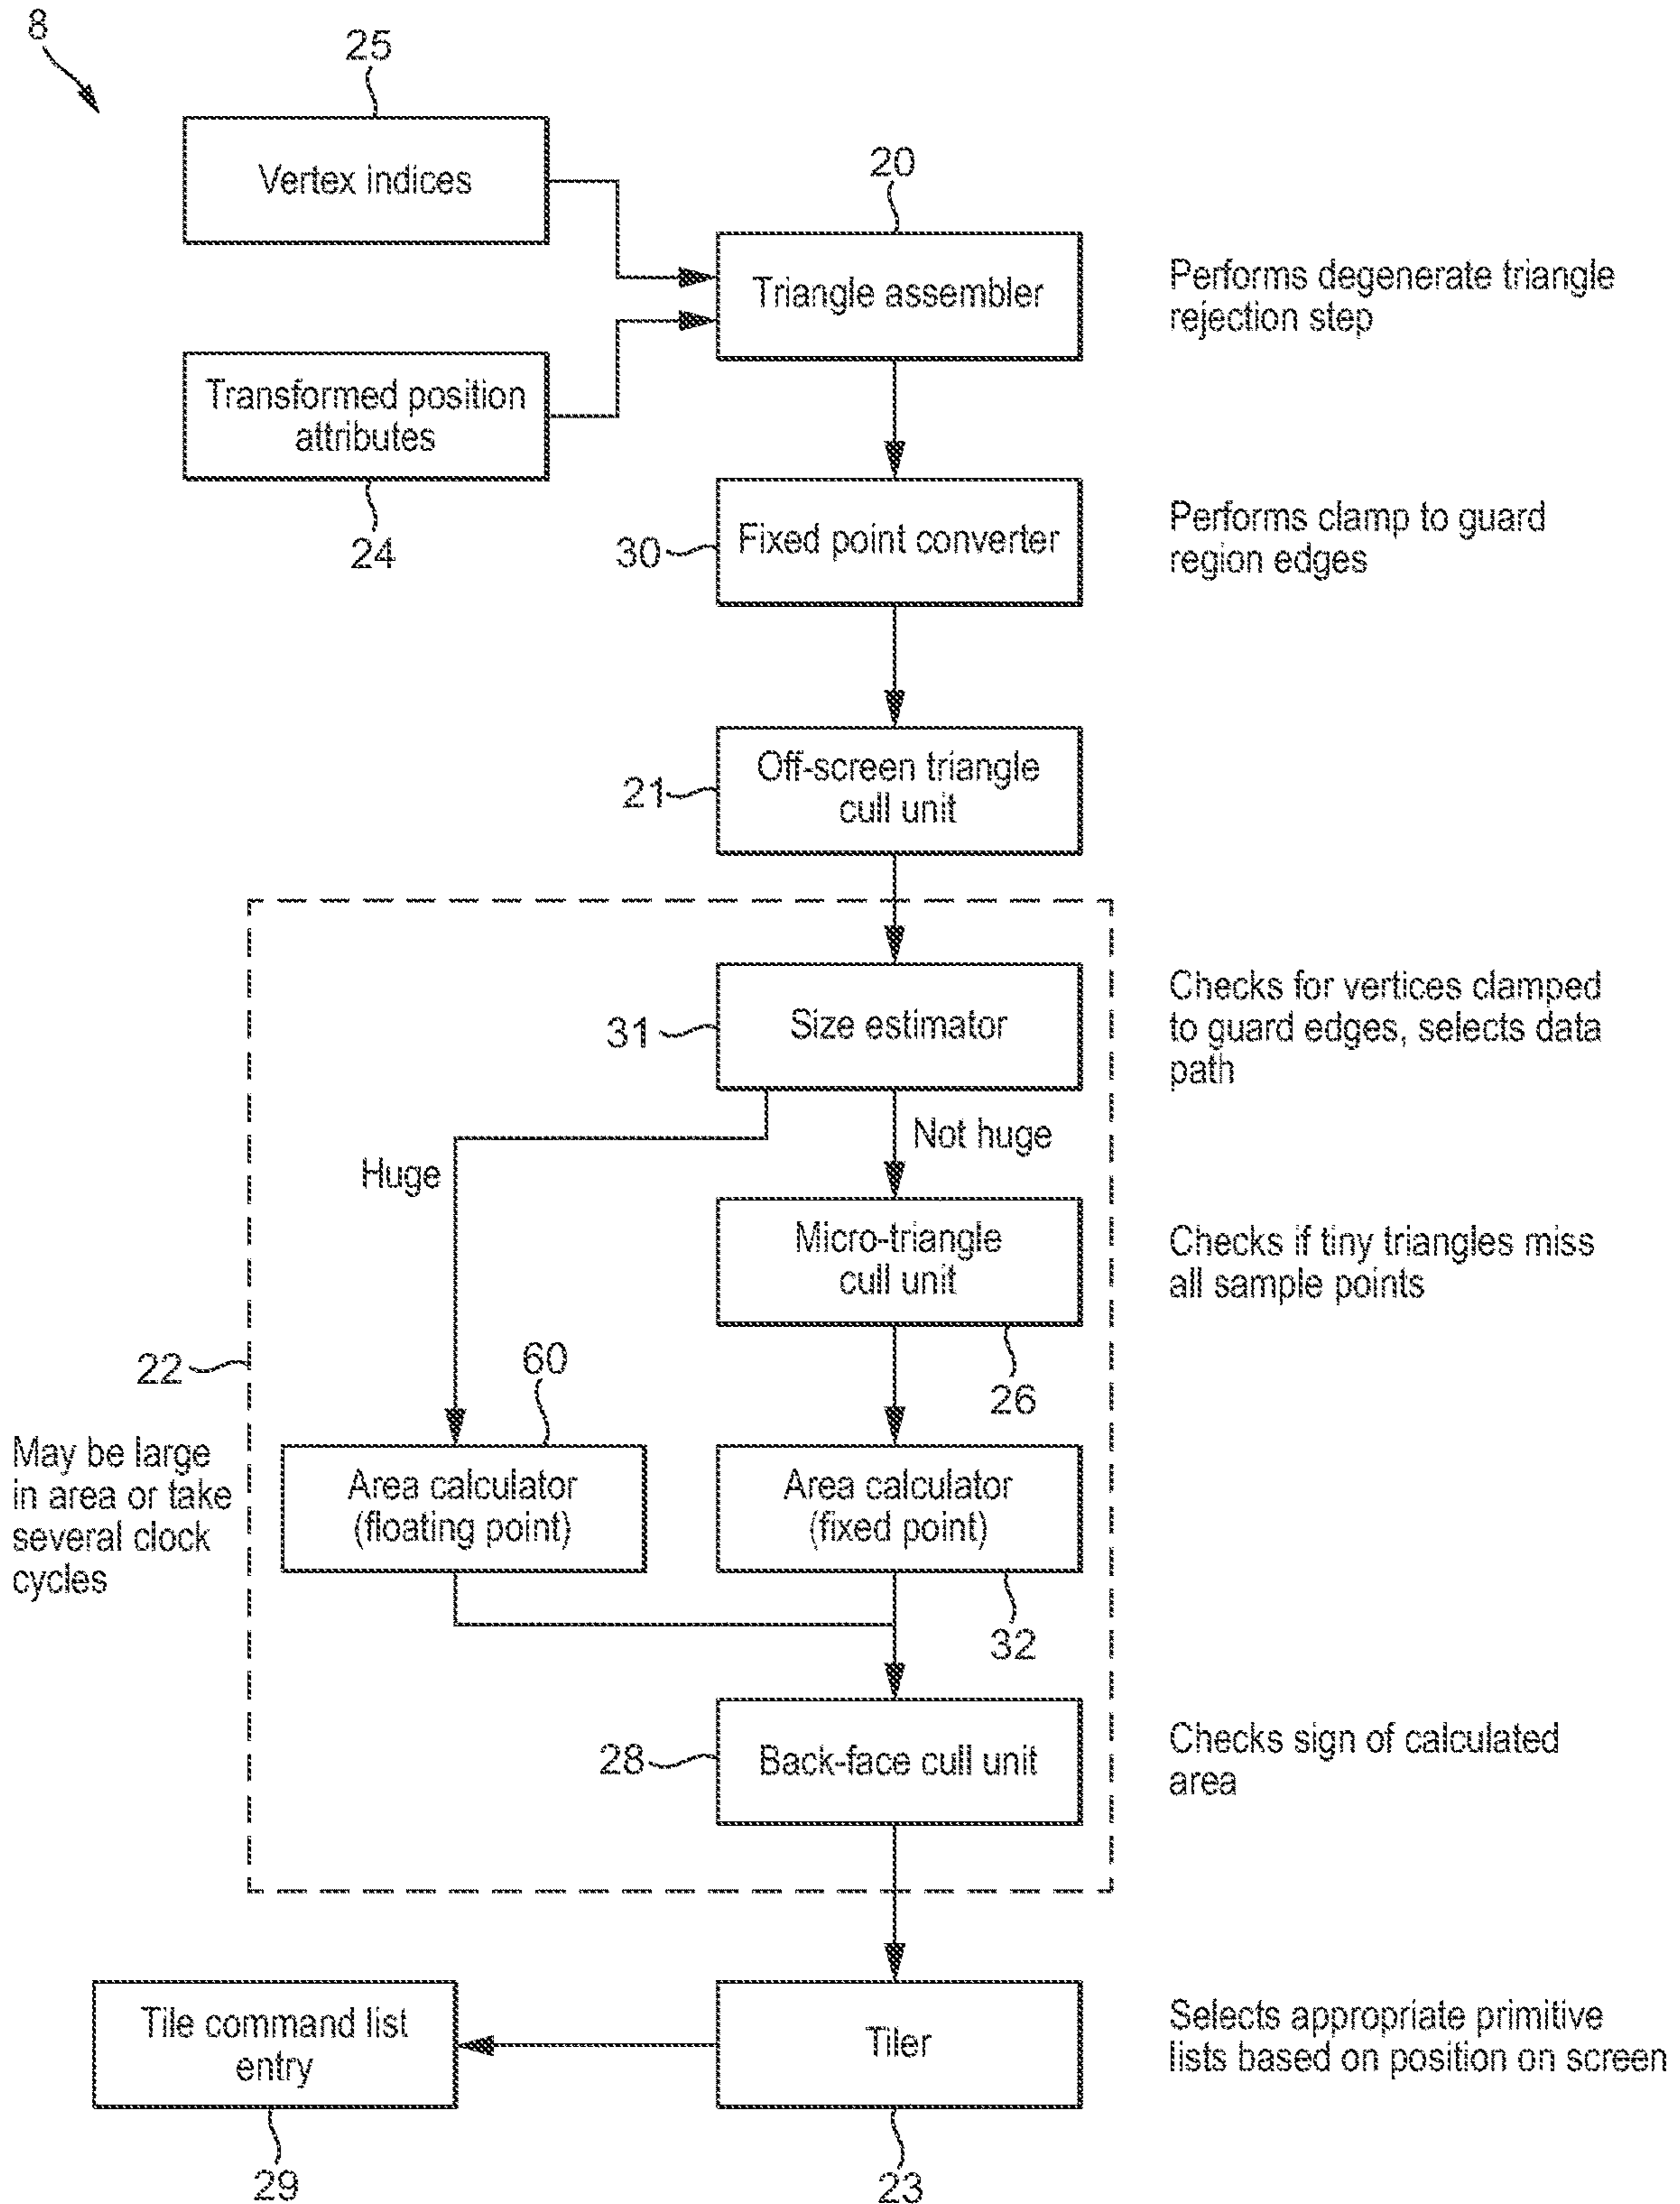 8
25
Vertex indices
20
Triangle assembler
Performs degenerate triangle
rejection step
Transformed position
attributes
24
30
Fixed point converter
Performs clamp to guard
region edges
21
Off-screen triangle
cull unit
31
Size estimator
Checks for vertices clamped
to guard edges, selects data
path
Huge
Not huge
Micro-triangle
cull unit
26
Checks if tiny triangles miss
all sample points
22
60
May be large
in area or take
several clock
cycles
Area calculator
(floating point)
Area calculator
(fixed point)
32
28
Back-face cull unit
Checks sign of calculated
area
Tile command list
entry
29
Tiler
23
Selects appropriate primitive
lists based on position on screen